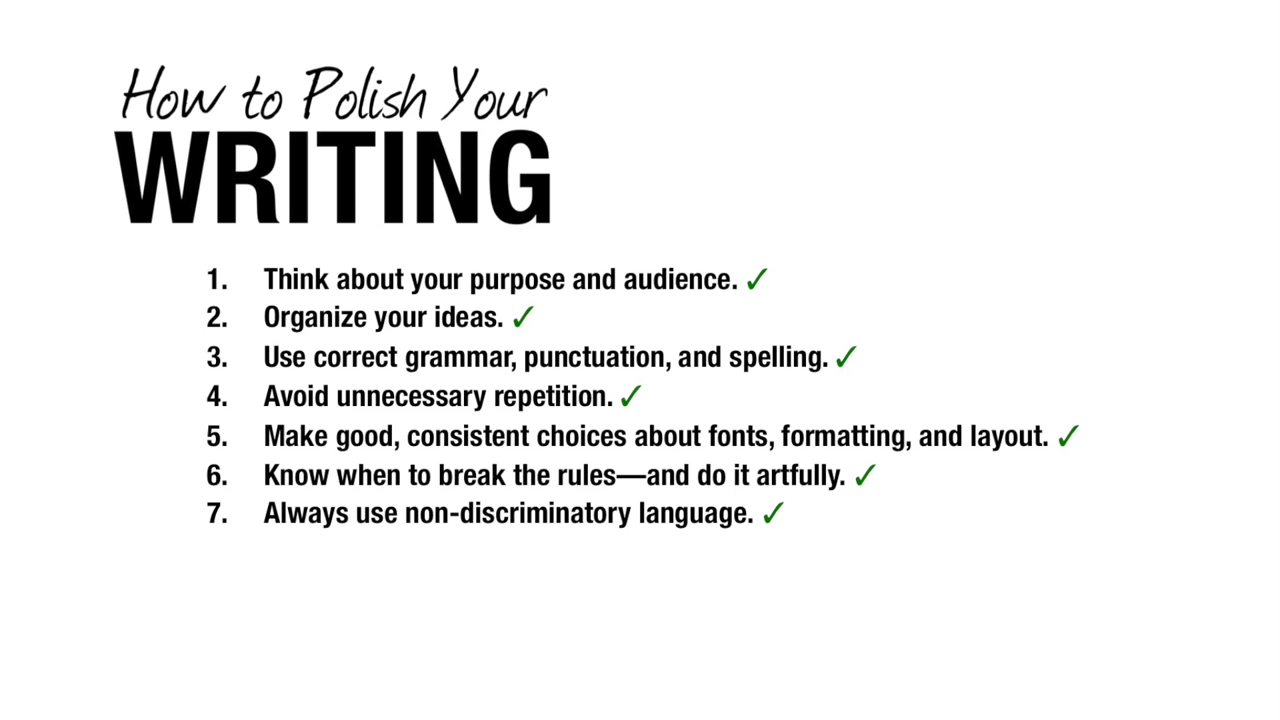 How to Polish Your
WRITING
1. Think about your purpose and audience. ✓
2. Organize your ideas. ✓
3. Use correct grammar, punctuation, and spelling. ✓
4. Avoid unnecessary repetition. ✓
5. Make good, consistent choices about fonts, formatting, and layout. ✓
6. Know when to break the rules—and do it artfully. ✓
7. Always use non-discriminatory language. ✓